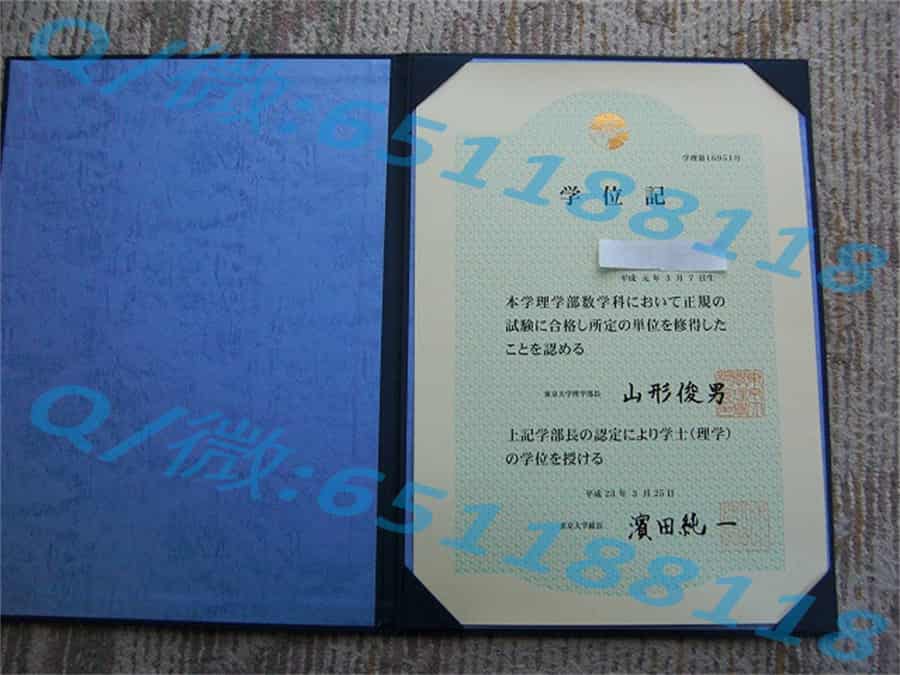 Q/微:651188118
学理第16951号
学位記
平成 元年 3月 7日生
本学理学部数学科において正規の
試験に合格し所定の単位を修得した
ことを認める
東京大学理学部長 山形俊男
上記学部長の認定により学士(理学)
の学位を授ける
平成23年 3月25日
東京大学総長 濱田純一
Q/微:651188118